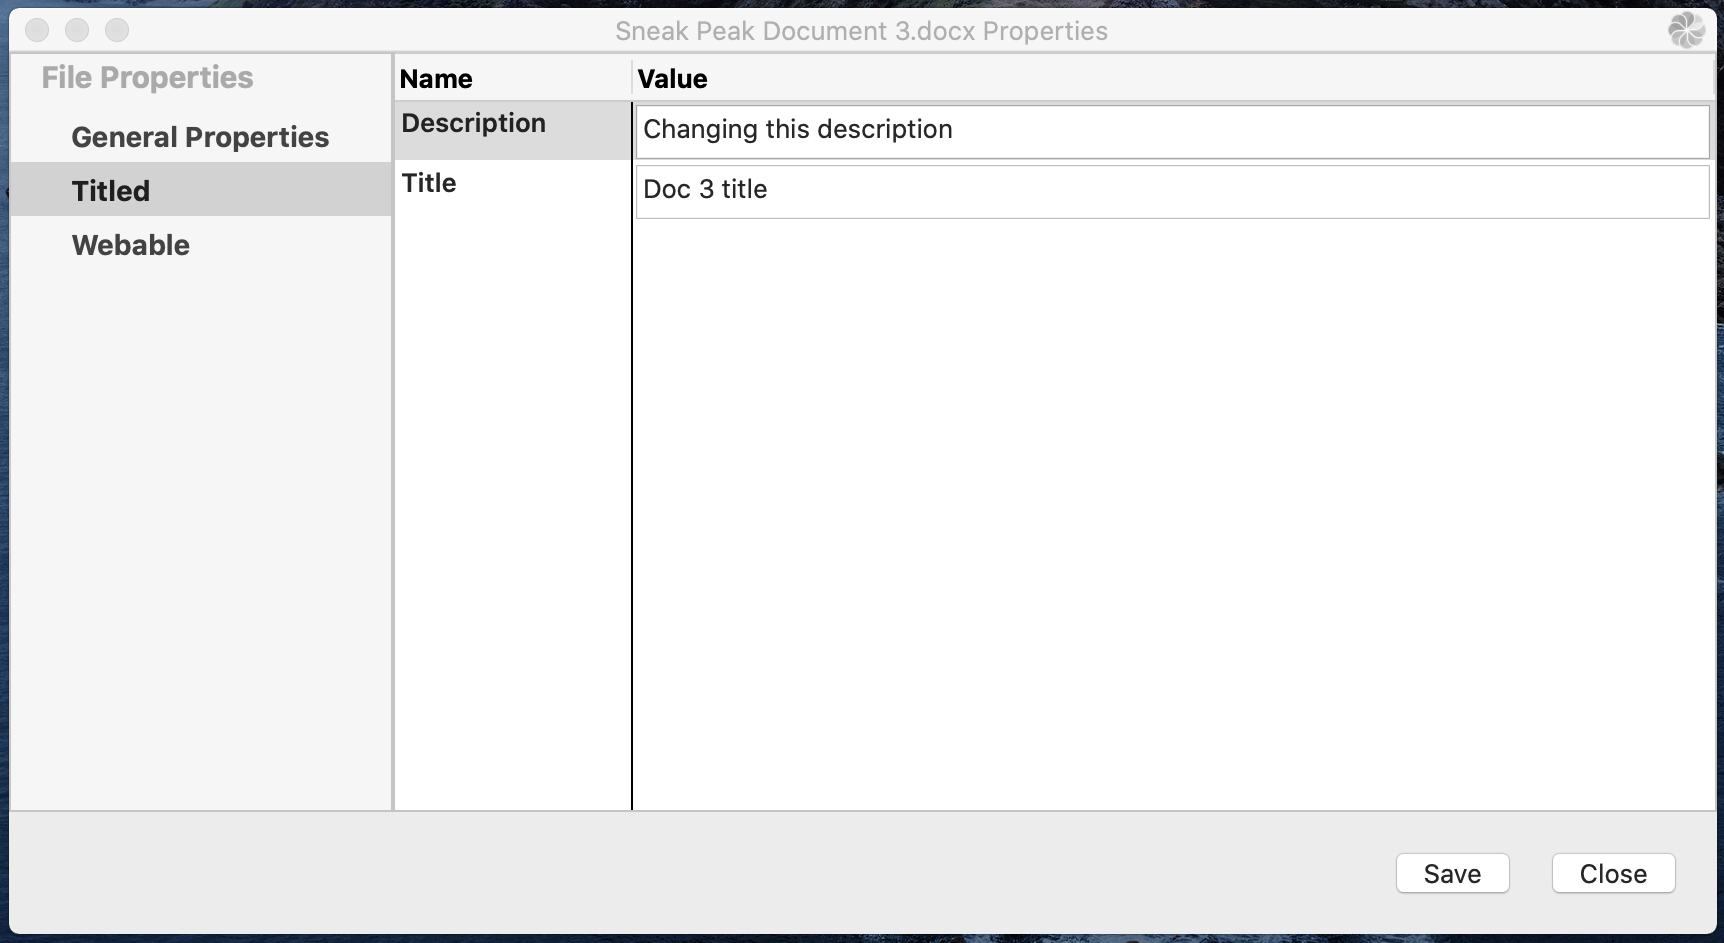 Sneak Peak Document 3.docx Properties
File Properties
General Properties
Titled
Webable
Name Value
Description Changing this description
Title Doc 3 title
Save Close